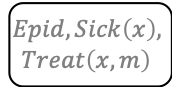 Epid, Sick(x),
Treat(x, m)